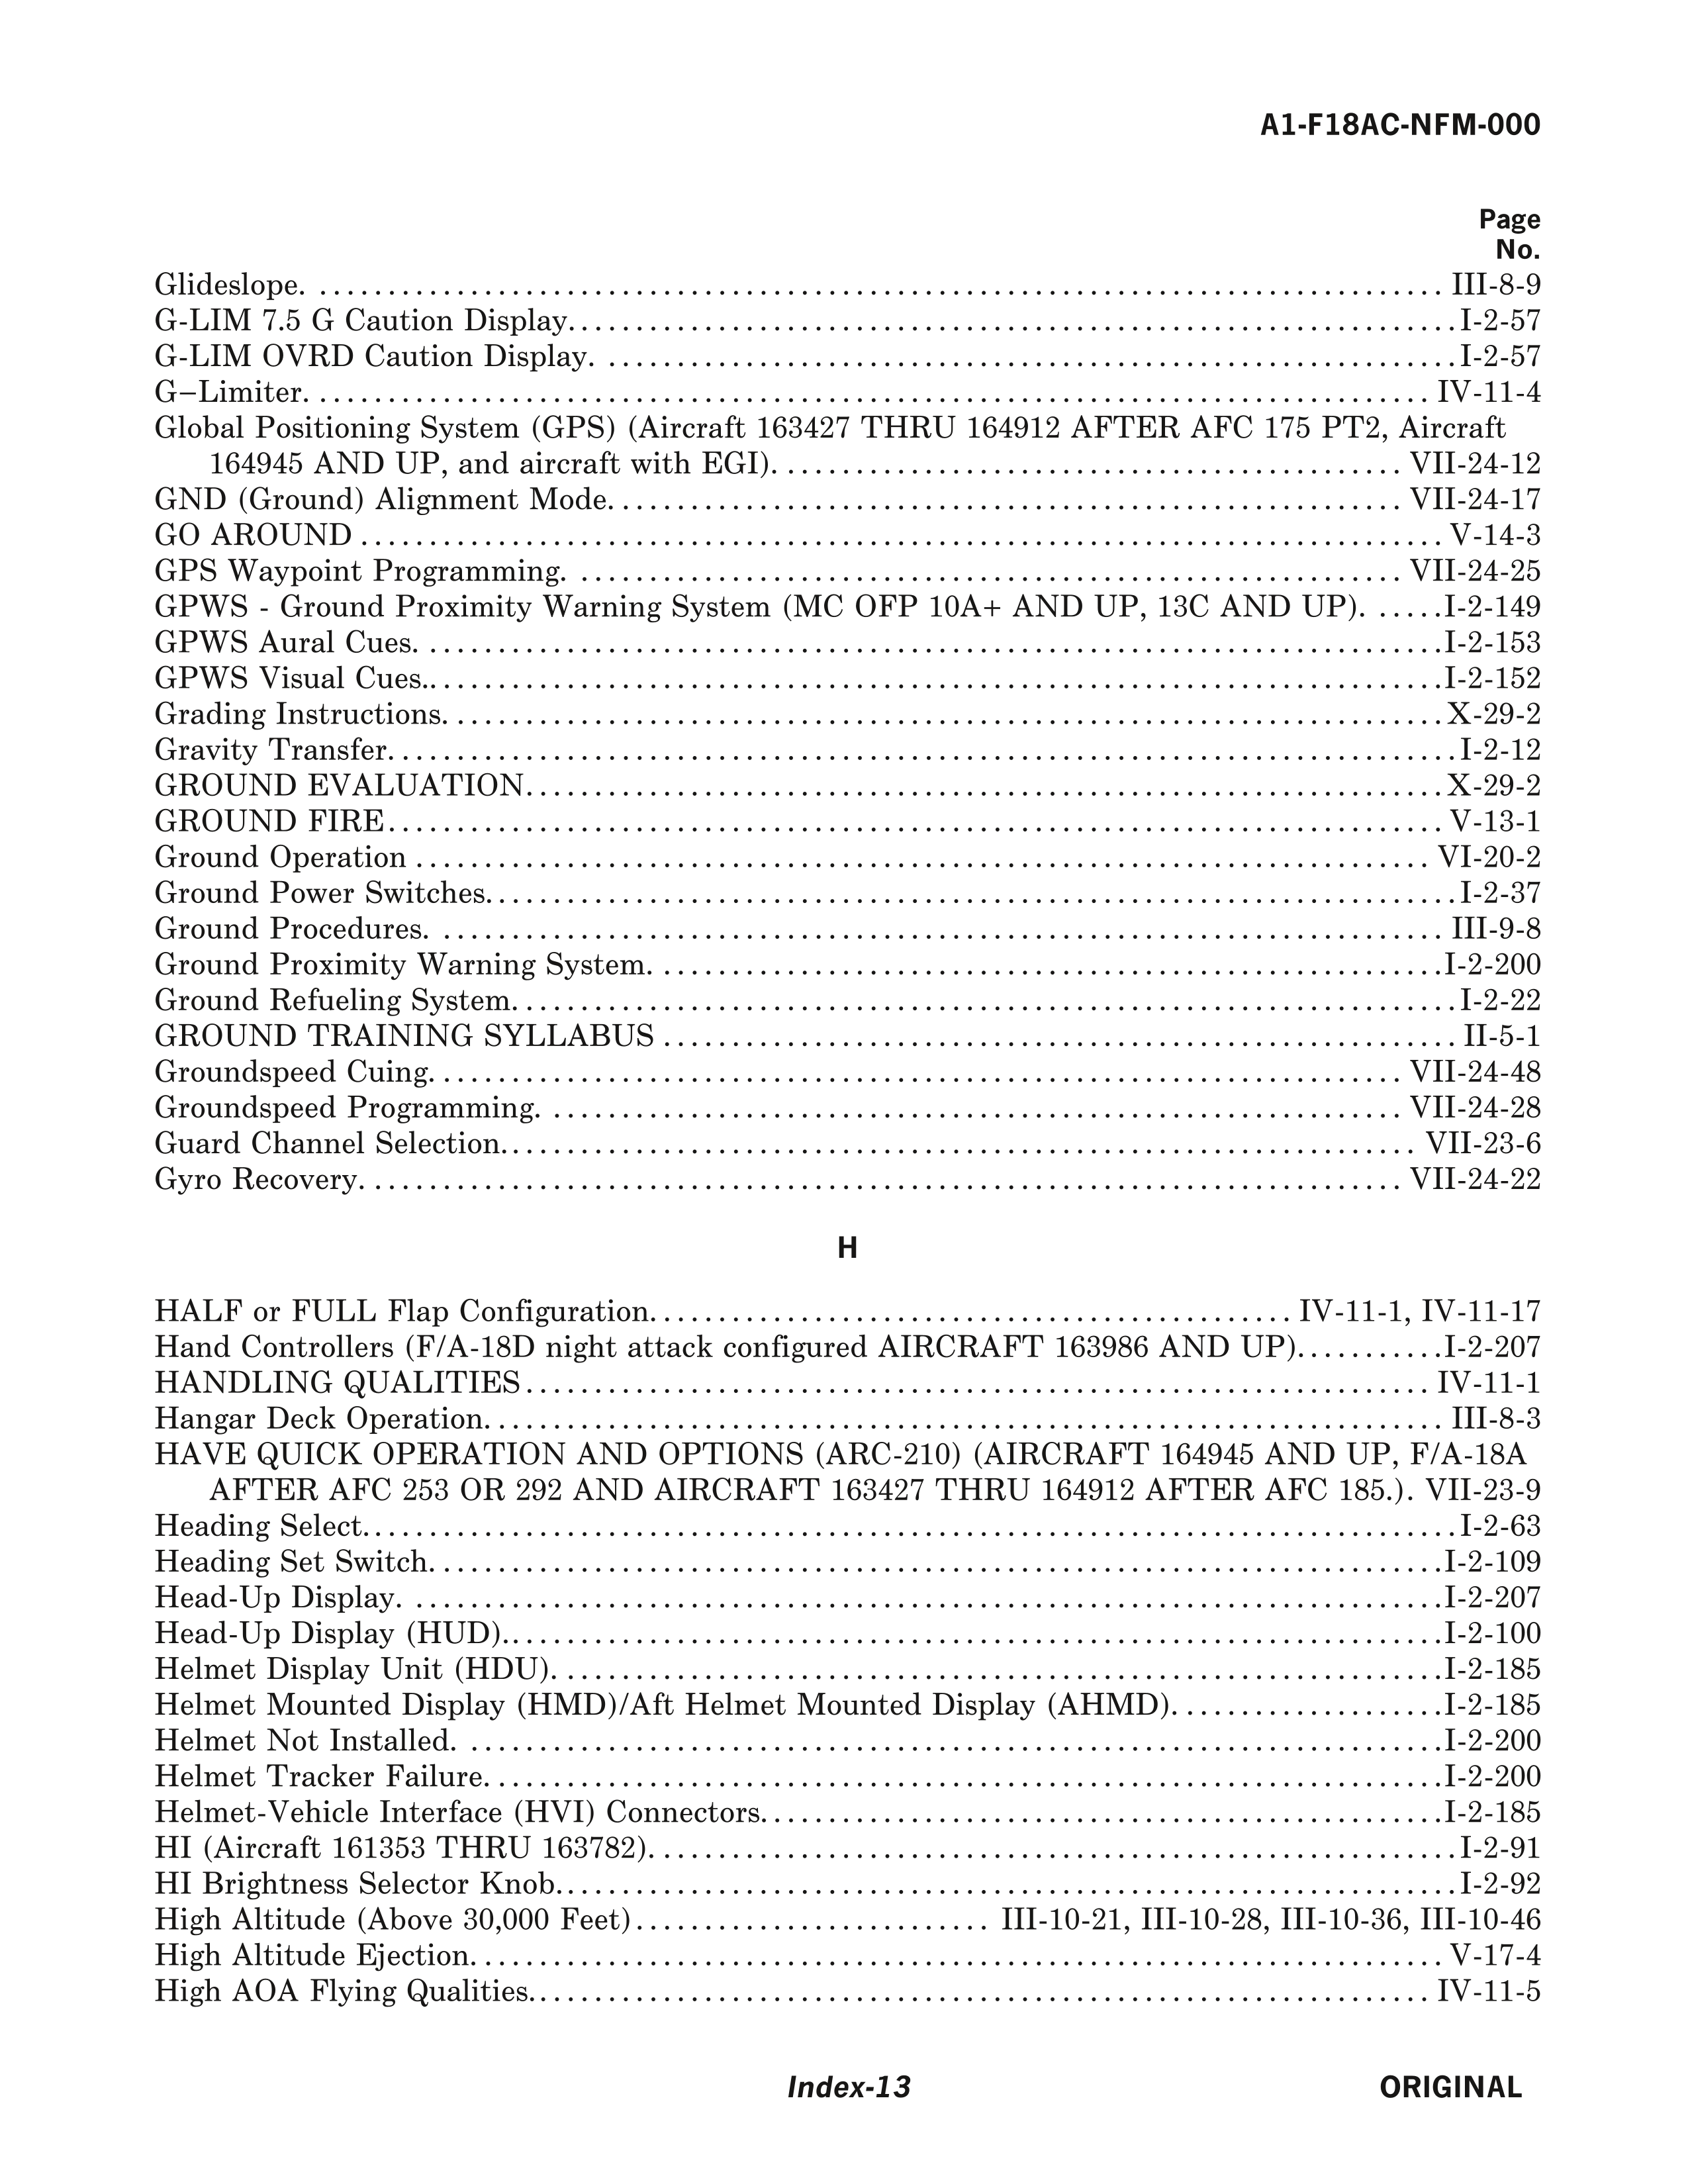 A1-F18AC-NFM-000
Page
No.
Glideslope. . . . . . . . . . . . . . . . . . . . III-8-9
G-LIM 7.5 G Caution Display. . . . . . . . . . . . . . . . . . . . I-2-57
G-LIM OVRD Caution Display. . . . . . . . . . . . . . . . . . . . I-2-57
G–Limiter. . . . . . . . . . . . . . . . . . . . IV-11-4
Global Positioning System (GPS) (Aircraft 163427 THRU 164912 AFTER AFC 175 PT2, Aircraft
164945 AND UP, and aircraft with EGI). . . . . . . . . . . . . . . . . . . . VII-24-12
GND (Ground) Alignment Mode. . . . . . . . . . . . . . . . . . . . VII-24-17
GO AROUND . . . . . . . . . . . . . . . . . . . . V-14-3
GPS Waypoint Programming. . . . . . . . . . . . . . . . . . . . VII-24-25
GPWS - Ground Proximity Warning System (MC OFP 10A+ AND UP, 13C AND UP). . . . . . I-2-149
GPWS Aural Cues. . . . . . . . . . . . . . . . . . . . I-2-153
GPWS Visual Cues. . . . . . . . . . . . . . . . . . . . I-2-152
Grading Instructions. . . . . . . . . . . . . . . . . . . . X-29-2
Gravity Transfer. . . . . . . . . . . . . . . . . . . . I-2-12
GROUND EVALUATION. . . . . . . . . . . . . . . . . . . . X-29-2
GROUND FIRE . . . . . . . . . . . . . . . . . . . . V-13-1
Ground Operation . . . . . . . . . . . . . . . . . . . . VI-20-2
Ground Power Switches. . . . . . . . . . . . . . . . . . . . I-2-37
Ground Procedures. . . . . . . . . . . . . . . . . . . . III-9-8
Ground Proximity Warning System. . . . . . . . . . . . . . . . . . . . I-2-200
Ground Refueling System. . . . . . . . . . . . . . . . . . . . I-2-22
GROUND TRAINING SYLLABUS . . . . . . . . . . . . . . . . . . . . II-5-1
Groundspeed Cuing. . . . . . . . . . . . . . . . . . . . VII-24-48
Groundspeed Programming. . . . . . . . . . . . . . . . . . . . VII-24-28
Guard Channel Selection. . . . . . . . . . . . . . . . . . . . VII-23-6
Gyro Recovery. . . . . . . . . . . . . . . . . . . . VII-24-22
H
HALF or FULL Flap Configuration. . . . . . . . . . . . . . . . . . . . IV-11-1, IV-11-17
Hand Controllers (F/A-18D night attack configured AIRCRAFT 163986 AND UP). . . . . . . . . . . I-2-207
HANDLING QUALITIES . . . . . . . . . . . . . . . . . . . . IV-11-1
Hangar Deck Operation. . . . . . . . . . . . . . . . . . . . III-8-3
HAVE QUICK OPERATION AND OPTIONS (ARC-210) (AIRCRAFT 164945 AND UP, F/A-18A
AFTER AFC 253 OR 292 AND AIRCRAFT 163427 THRU 164912 AFTER AFC 185.). . VII-23-9
Heading Select. . . . . . . . . . . . . . . . . . . . I-2-63
Heading Set Switch. . . . . . . . . . . . . . . . . . . . I-2-109
Head-Up Display. . . . . . . . . . . . . . . . . . . . I-2-207
Head-Up Display (HUD). . . . . . . . . . . . . . . . . . . . I-2-100
Helmet Display Unit (HDU). . . . . . . . . . . . . . . . . . . . I-2-185
Helmet Mounted Display (HMD)/Aft Helmet Mounted Display (AHMD). . . . . . . . . . . . . . . . . . . . I-2-185
Helmet Not Installed. . . . . . . . . . . . . . . . . . . . I-2-200
Helmet Tracker Failure. . . . . . . . . . . . . . . . . . . . I-2-200
Helmet-Vehicle Interface (HVI) Connectors. . . . . . . . . . . . . . . . . . . . I-2-185
HI (Aircraft 161353 THRU 163782). . . . . . . . . . . . . . . . . . . . I-2-91
HI Brightness Selector Knob. . . . . . . . . . . . . . . . . . . . I-2-92
High Altitude (Above 30,000 Feet) . . . . . . . . . . . . . . . . . . . . III-10-21, III-10-28, III-10-36, III-10-46
High Altitude Ejection. . . . . . . . . . . . . . . . . . . . V-17-4
High AOA Flying Qualities. . . . . . . . . . . . . . . . . . . . IV-11-5
Index-13
ORIGINAL